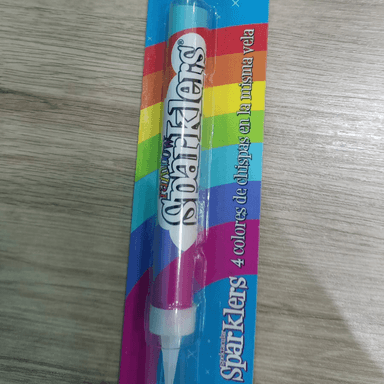 Sparklers®
4 colores de chispas en la misma vela
Sparklers